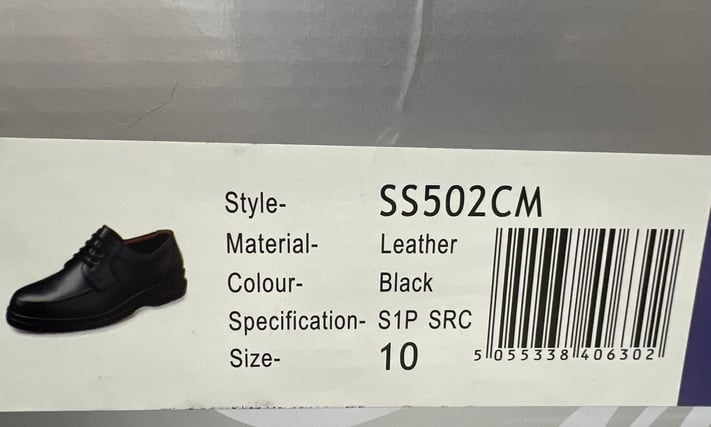 Style- SS502CM
Material- Leather
Colour- Black
Specification- S1P SRC
Size- 10
5 055338 406302